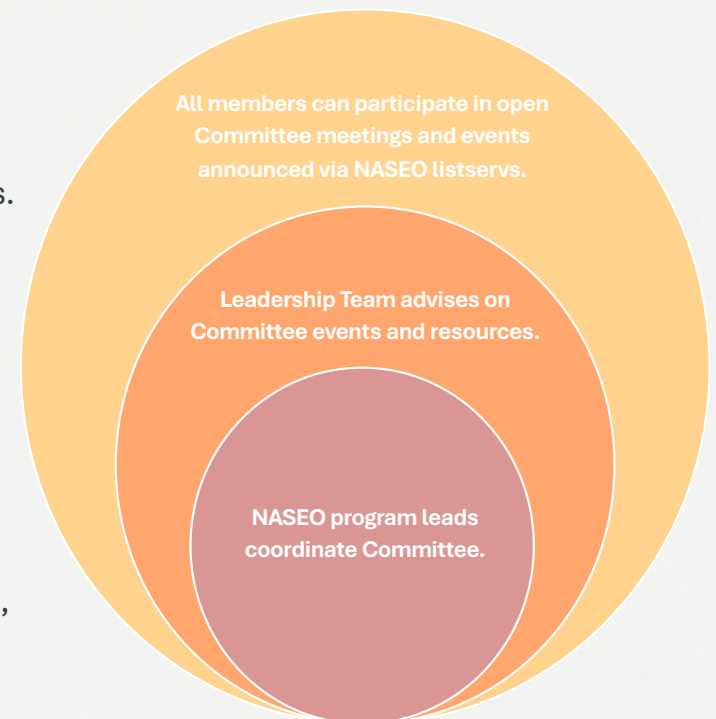 All members can participate in open
Committee meetings and events
announced via NASEO listservs.
s.
Leadership Team advises on
Committee events and resources.
NASEO program leads
coordinate Committee.
,